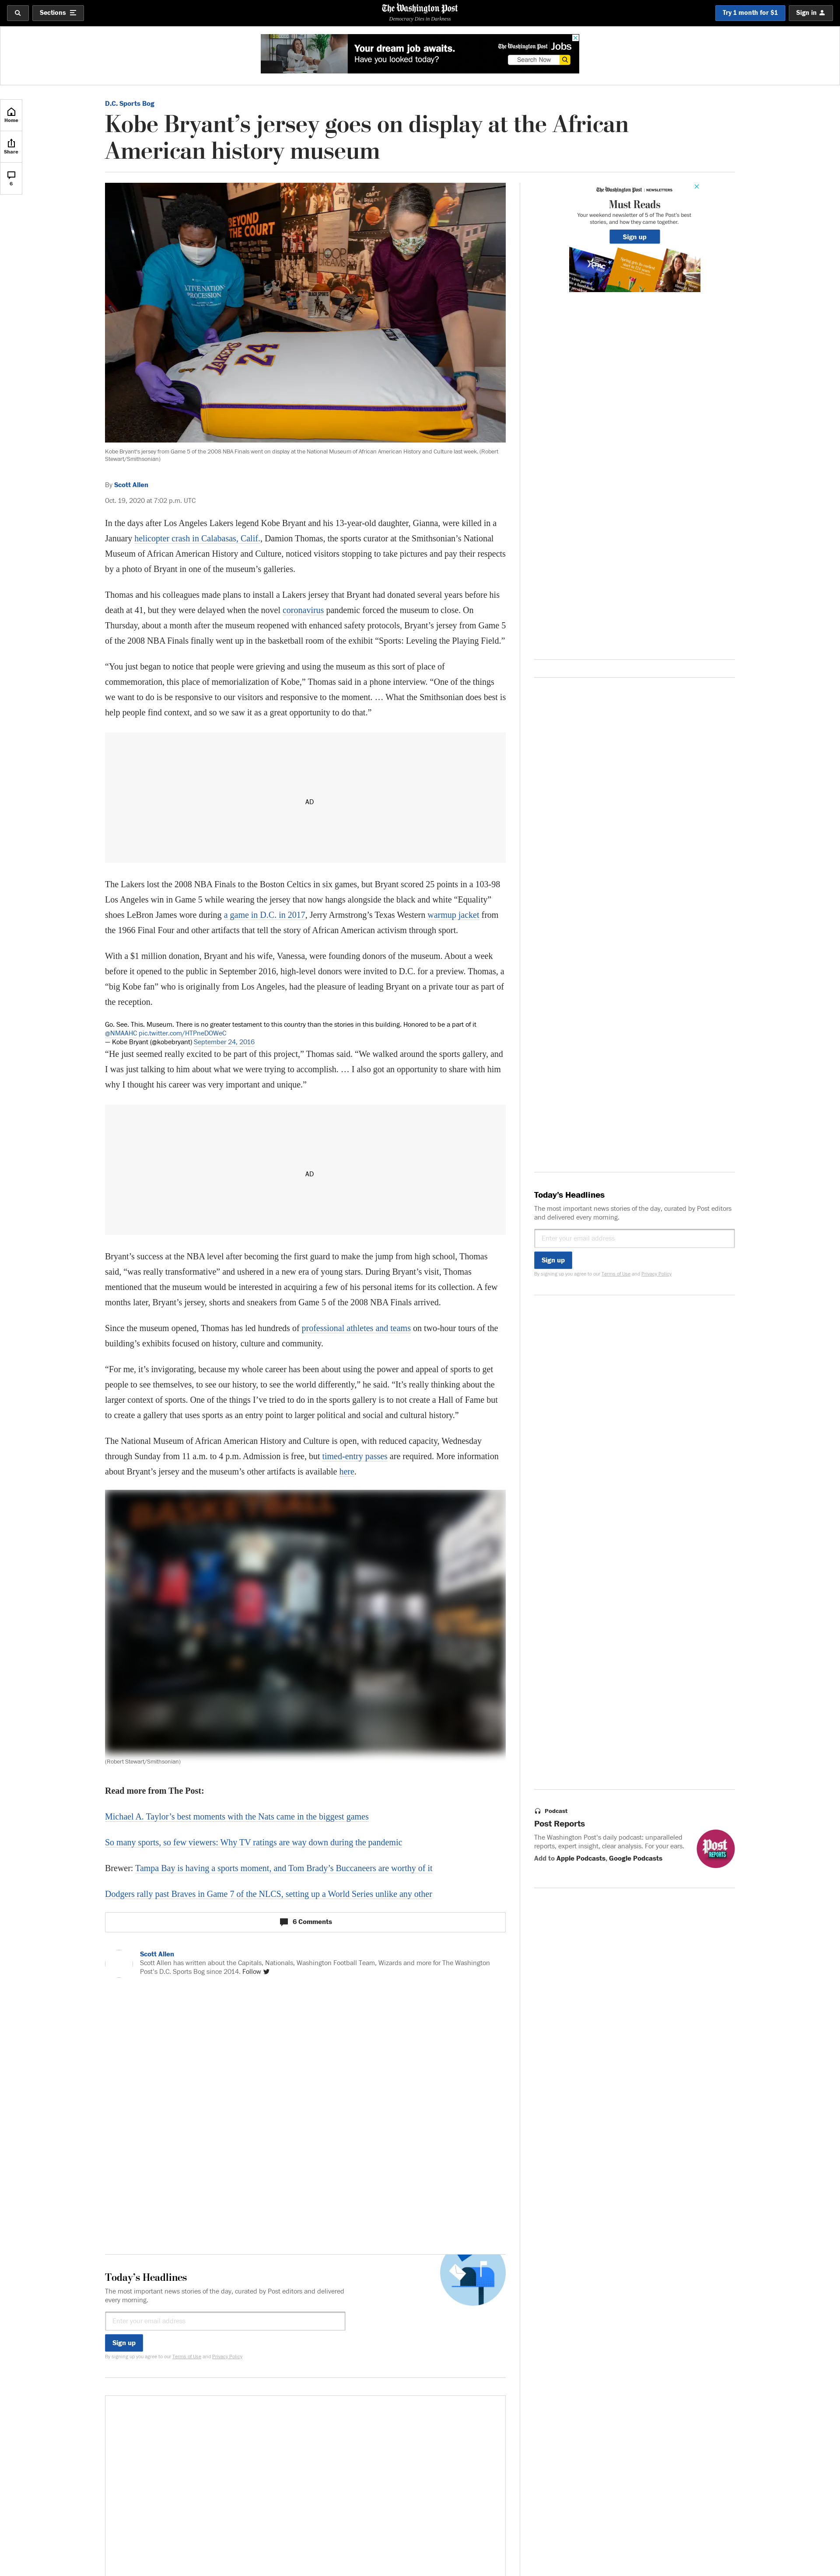 Sections
The Washington Post
Democracy Dies in Darkness
Try 1 month for $1
Sign in
Your dream job awaits.
Have you looked today?
The Washington Post Jobs
Search Now
Home
Share
6
D.C. Sports Bog
Kobe Bryant’s jersey goes on display at the African
American history museum
BEYOND
THE COURT
LAKERS
24
Kobe Bryant's jersey from Game 5 of the 2008 NBA Finals went on display at the National Museum of African American History and Culture last week. (Robert
Stewart/Smithsonian)
By Scott Allen
Oct. 19, 2020 at 7:02 p.m. UTC
In the days after Los Angeles Lakers legend Kobe Bryant and his 13-year-old daughter, Gianna, were killed in a
January helicopter crash in Calabasas, Calif., Damion Thomas, the sports curator at the Smithsonian’s National
Museum of African American History and Culture, noticed visitors stopping to take pictures and pay their respects
by a photo of Bryant in one of the museum’s galleries.
Thomas and his colleagues made plans to install a Lakers jersey that Bryant had donated several years before his
death at 41, but they were delayed when the novel coronavirus pandemic forced the museum to close. On
Thursday, about a month after the museum reopened with enhanced safety protocols, Bryant’s jersey from Game 5
of the 2008 NBA Finals finally went up in the basketball room of the exhibit “Sports: Leveling the Playing Field.”
“You just began to notice that people were grieving and using the museum as this sort of place of
commemoration, this place of memorialization of Kobe,” Thomas said in a phone interview. “One of the things
we want to do is be responsive to our visitors and responsive to the moment. … What the Smithsonian does best is
help people find context, and so we saw it as a great opportunity to do that.”
AD
The Lakers lost the 2008 NBA Finals to the Boston Celtics in six games, but Bryant scored 25 points in a 103-98
Los Angeles win in Game 5 while wearing the jersey that now hangs alongside the black and white “Equality”
shoes LeBron James wore during a game in D.C. in 2017, Jerry Armstrong’s Texas Western warmup jacket from
the 1966 Final Four and other artifacts that tell the story of African American activism through sport.
With a $1 million donation, Bryant and his wife, Vanessa, were founding donors of the museum. About a week
before it opened to the public in September 2016, high-level donors were invited to D.C. for a preview. Thomas, a
“big Kobe fan” who is originally from Los Angeles, had the pleasure of leading Bryant on a private tour as part of
the reception.
Go. See. This. Museum. There is no greater testament to this country than the stories in this building. Honored to be a part of it
@NMAAHC pic.twitter.com/HTPneDOWeC
— Kobe Bryant (@kobebryant) September 24, 2016
“He just seemed really excited to be part of this project,” Thomas said. “We walked around the sports gallery, and
I was just talking to him about what we were trying to accomplish. … I also got an opportunity to share with him
why I thought his career was very important and unique.”
AD
Bryant’s success at the NBA level after becoming the first guard to make the jump from high school, Thomas
said, “was really transformative” and ushered in a new era of young stars. During Bryant’s visit, Thomas
mentioned that the museum would be interested in acquiring a few of his personal items for its collection. A few
months later, Bryant’s jersey, shorts and sneakers from Game 5 of the 2008 NBA Finals arrived.
Since the museum opened, Thomas has led hundreds of professional athletes and teams on two-hour tours of the
building’s exhibits focused on history, culture and community.
“For me, it’s invigorating, because my whole career has been about using the power and appeal of sports to get
people to see themselves, to see our history, to see the world differently,” he said. “It’s really thinking about the
larger context of sports. One of the things I’ve tried to do in the sports gallery is to not create a Hall of Fame but
to create a gallery that uses sports as an entry point to larger political and social and cultural history.”
The National Museum of African American History and Culture is open, with reduced capacity, Wednesday
through Sunday from 11 a.m. to 4 p.m. Admission is free, but timed-entry passes are required. More information
about Bryant’s jersey and the museum’s other artifacts is available here.
(Robert Stewart/Smithsonian)
Read more from The Post:
Michael A. Taylor’s best moments with the Nats came in the biggest games
So many sports, so few viewers: Why TV ratings are way down during the pandemic
Brewer: Tampa Bay is having a sports moment, and Tom Brady’s Buccaneers are worthy of it
Dodgers rally past Braves in Game 7 of the NLCS, setting up a World Series unlike any other
6 Comments
Scott Allen
Scott Allen has written about the Capitals, Nationals, Washington Football Team, Wizards and more for The Washington
Post's D.C. Sports Bog since 2014. Follow
Today’s Headlines
The most important news stories of the day, curated by Post editors and delivered
every morning.
Enter your email address
Sign up
By signing up you agree to our Terms of Use and Privacy Policy
The Washington Post | NEWSLETTERS
Must Reads
Your weekend newsletter of 5 of The Post's best
stories, and how they came together.
Sign up
Today’s Headlines
The most important news stories of the day, curated by Post editors
and delivered every morning.
Enter your email address
Sign up
By signing up you agree to our Terms of Use and Privacy Policy
Podcast
Post Reports
The Washington Post's daily podcast: unparalleled
reports, expert insight, clear analysis. For your ears.
Add to Apple Podcasts, Google Podcasts
Post
REPORTS